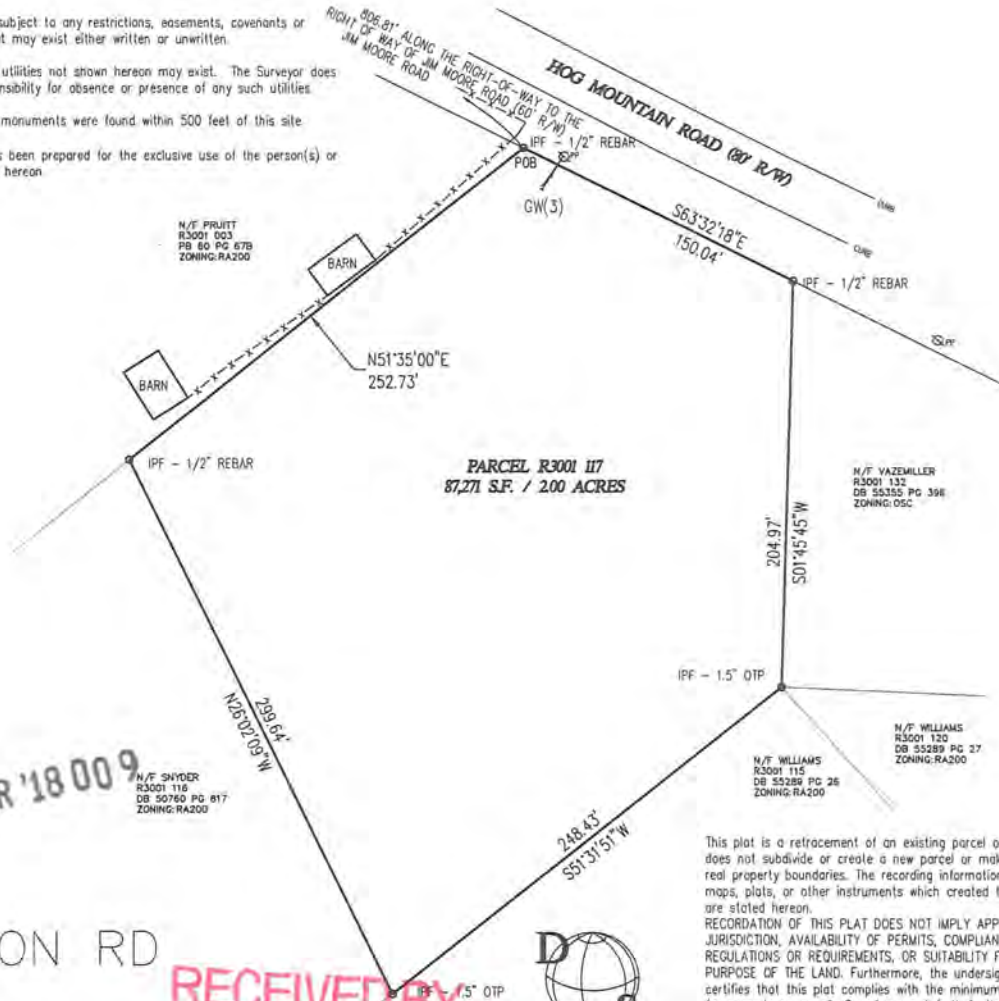 subject to any restrictions, easements, covenants or
t may exist either written or unwritten.
utilities not shown hereon may exist. The Surveyor does
nsibility for absence or presence of any such utilities
monuments were found within 500 feet of this site
s been prepared for the exclusive use of the person(s) or
hereon
806.81' ALONG THE RIGHT-OF-WAY TO THE
RIGHT OF WAY OF JIM MOORE ROAD (60' R/W)
JIM MOORE ROAD
HOG MOUNTAIN ROAD (80' R/W)
CURB
CURB
IPF - 1/2" REBAR
POB
PP
GW(3)
S63°32'18"E
150.04'
IPF - 1/2" REBAR
PP
N/F PRUITT
R3001 003
PB 60 PG 67B
ZONING:RA200
BARN
BARN
N51°35'00"E
252.73'
IPF - 1/2" REBAR
PARCEL R3001 117
87,271 S.F. / 2.00 ACRES
N/F VAZEMILLER
R3001 132
DB 55355 PG 396
ZONING:OSC
204.97'
S01°45'45"W
IPF - 1.5" OTP
N/F WILLIAMS
R3001 120
DB 55289 PG 27
ZONING:RA200
N/F WILLIAMS
R3001 115
DB 55289 PG 26
ZONING:RA200
299.64'
N26°02'09"W
N/F SNYDER
R3001 116
DB 50760 PG 817
ZONING:RA200
R '18 009
248.43'
S51°31'51"W
This plat is a retracement of an existing parcel o
does not subdivide or create a new parcel or mak
real property boundaries. The recording information
maps, plats, or other instruments which created t
are stated hereon.
RECORDATION OF THIS PLAT DOES NOT IMPLY APP
JURISDICTION, AVAILABILITY OF PERMITS, COMPLIAN
REGULATIONS OR REQUIREMENTS, OR SUITABILITY F
PURPOSE OF THE LAND. Furthermore, the undersig
certifies that this plat complies with the minimum
ON RD
D
RECEIVED BY
IPF - 1.5" OTP